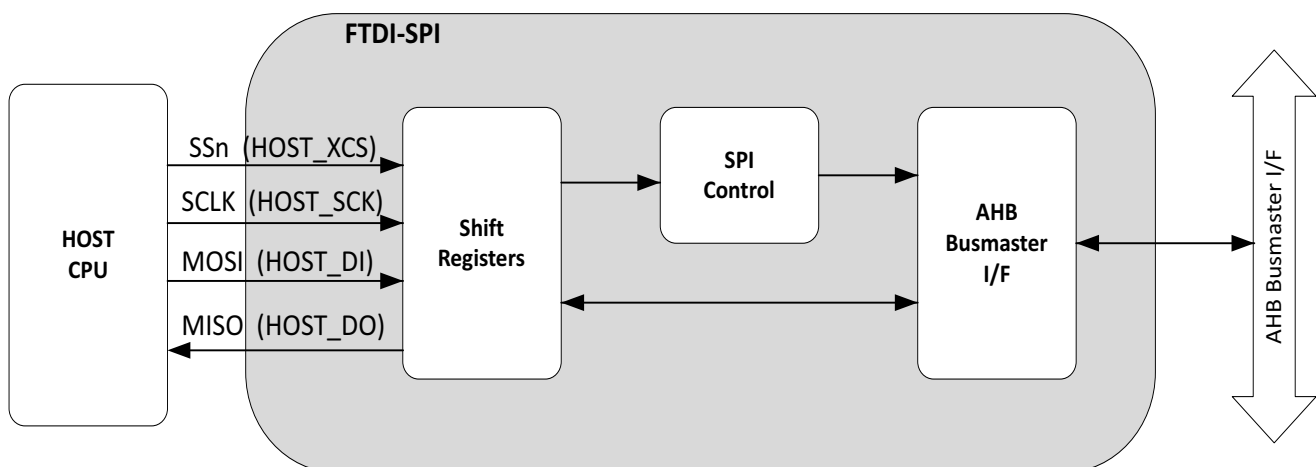 FTDI-SPI
HOST
CPU
SSn (HOST_XCS)
SCLK (HOST_SCK)
MOSI (HOST_DI)
MISO (HOST_DO)
Shift
Registers
SPI
Control
AHB
Busmaster
I/F
AHB Busmaster I/F